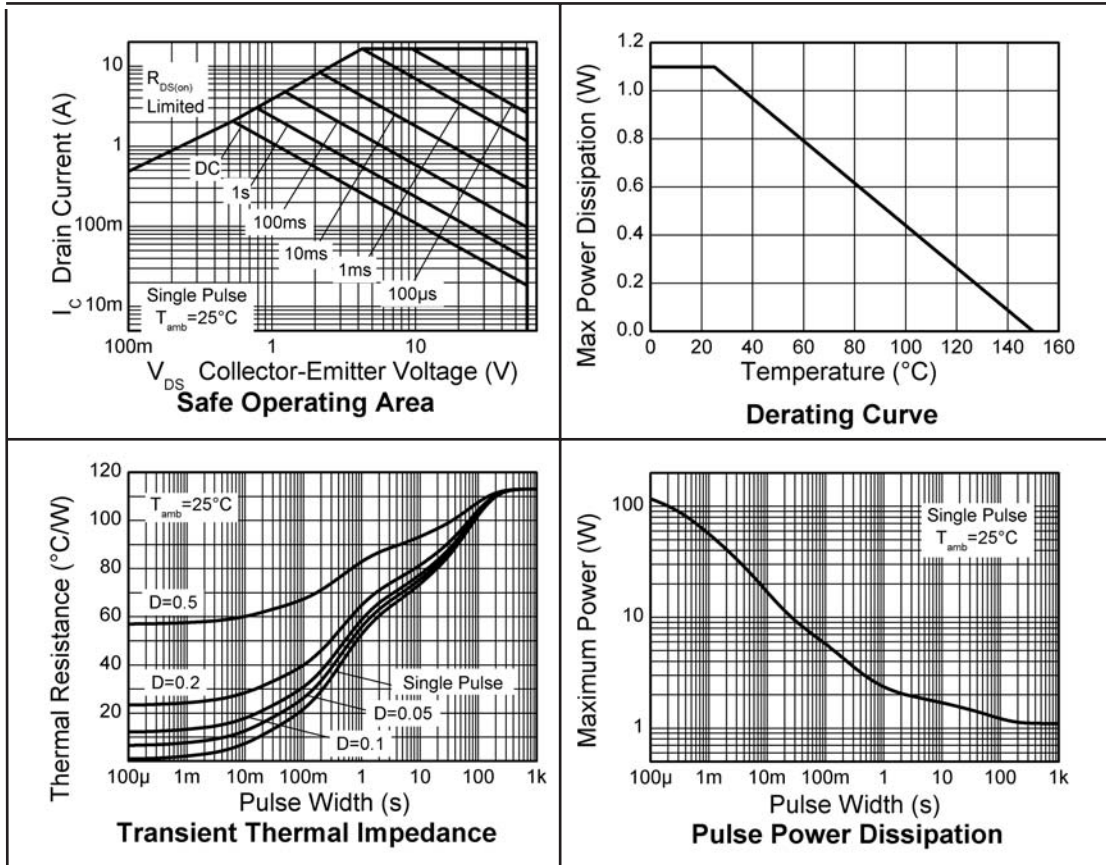 10
1
100m
10m
I_C Drain Current (A)
R_DS(on)
Limited
DC
1s
100ms
10ms
1ms
100µs
Single Pulse
T_amb=25°C
100m 1 10
V_DS Collector-Emitter Voltage (V)
Safe Operating Area
1.2
1.0
0.8
0.6
0.4
0.2
0.0
Max Power Dissipation (W)
0 20 40 60 80 100 120 140 160
Temperature (°C)
Derating Curve
120
100
80
60
40
20
Thermal Resistance (°C/W)
T_amb=25°C
D=0.5
D=0.2
Single Pulse
D=0.05
D=0.1
100µ 1m 10m 100m 1 10 100 1k
Pulse Width (s)
Transient Thermal Impedance
100
10
1
Maximum Power (W)
Single Pulse
T_amb=25°C
100µ 1m 10m 100m 1 10 100 1k
Pulse Width (s)
Pulse Power Dissipation